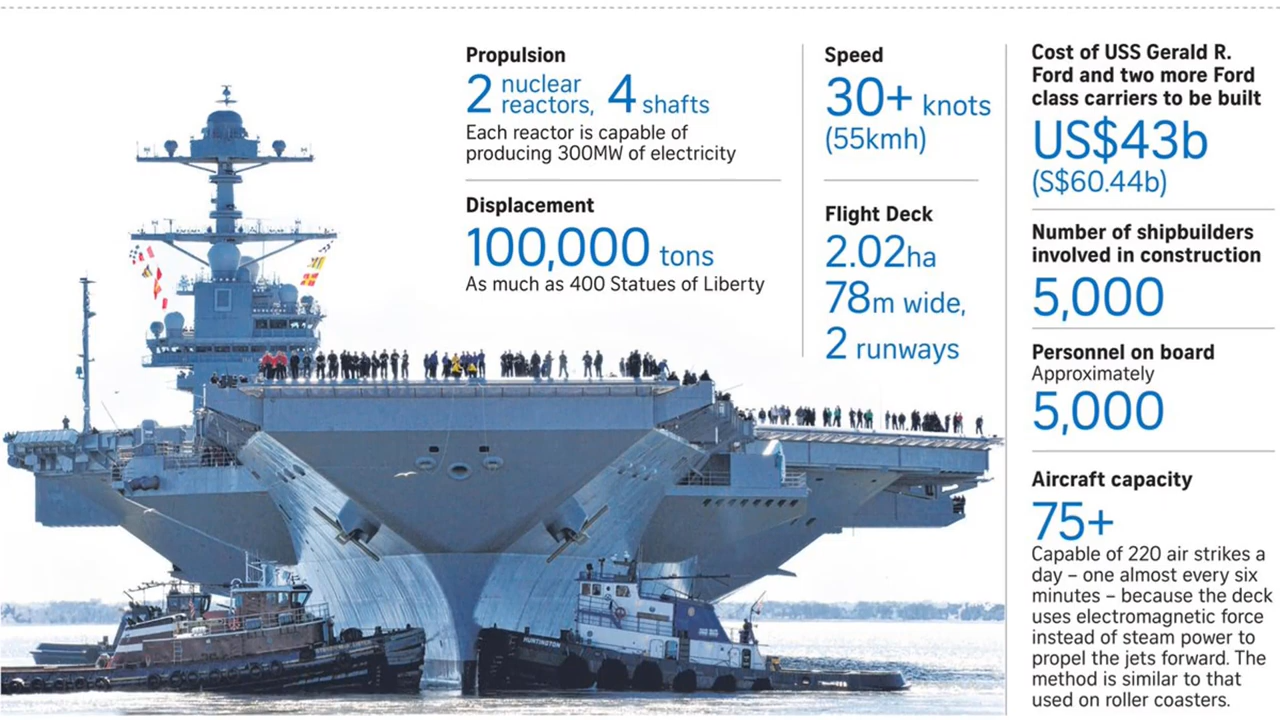 Propulsion
2 nuclear reactors, 4 shafts
Each reactor is capable of
producing 300MW of electricity
Displacement
100,000 tons
As much as 400 Statues of Liberty
Speed
30+ knots
(55kmh)
Flight Deck
2.02ha
78m wide,
2 runways
Cost of USS Gerald R.
Ford and two more Ford
class carriers to be built
US$43b
(S$60.44b)
Number of shipbuilders
involved in construction
5,000
Personnel on board
Approximately
5,000
Aircraft capacity
75+
Capable of 220 air strikes a
day – one almost every six
minutes – because the deck
uses electromagnetic force
instead of steam power to
propel the jets forward. The
method is similar to that
used on roller coasters.
HUNTINGTON